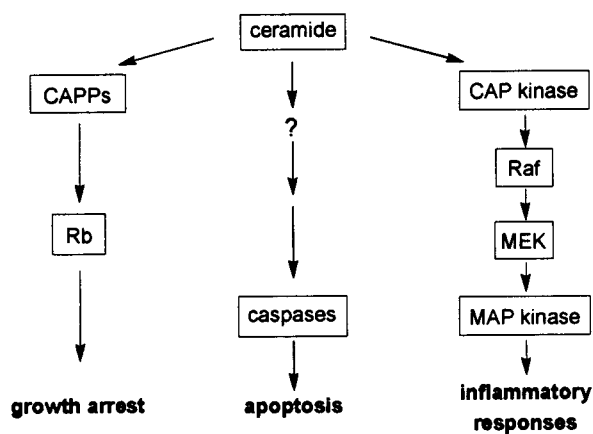 ceramide
CAPPs
Rb
growth arrest
?
caspases
apoptosis
CAP kinase
Raf
MEK
MAP kinase
inflammatory
responses